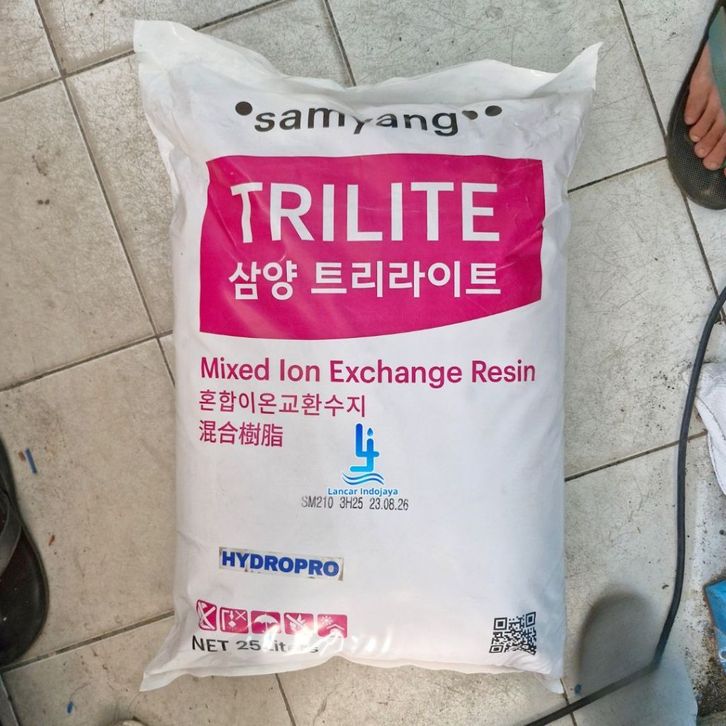 samyang
TRILITE
삼양 트리라이트
Mixed Ion Exchange Resin
혼합이온교환수지
混合樹脂
Lancar Indojaya
SM210 3H25 23.08.26
HYDROPRO
NET 25Liters